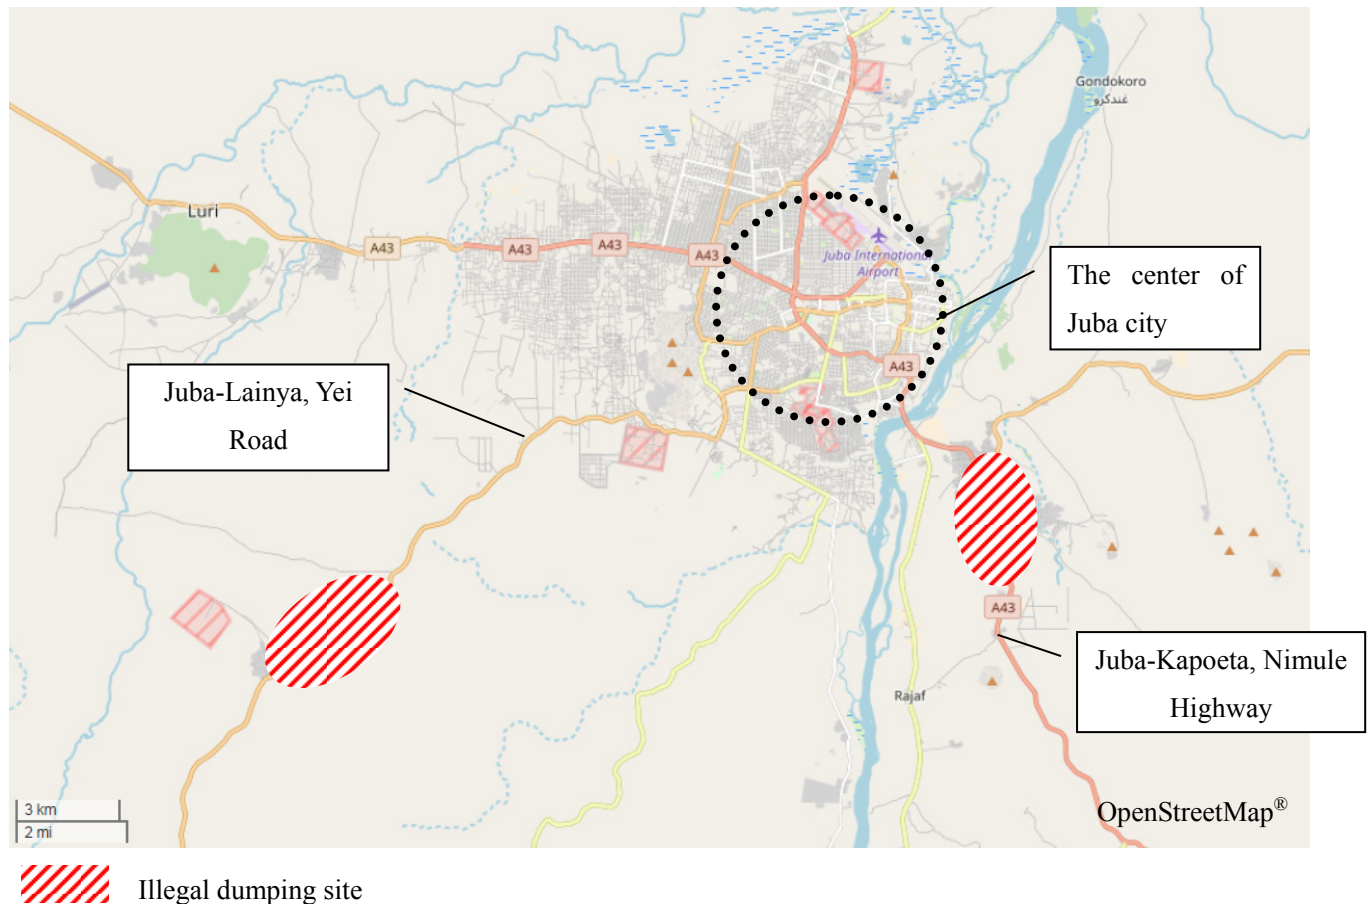 Gondokoro
غندكرو
Luri
A43
A43
A43
A43
Juba International
Airport
The center of
Juba city
A43
Juba-Lainya, Yei
Road
A43
Juba-Kapoeta, Nimule
Highway
Rajaf
3 km
2 mi
OpenStreetMap®
Illegal dumping site